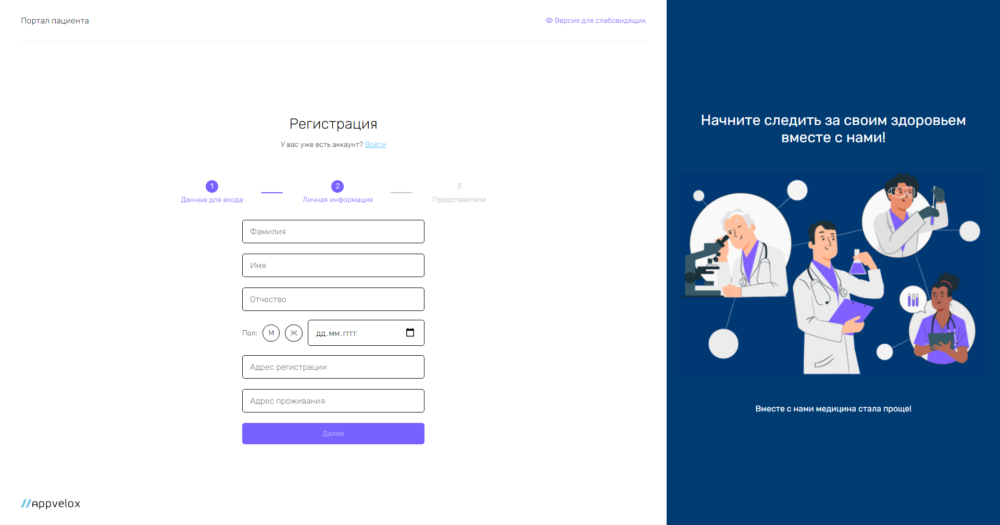 Портал пациента
Версия для слабовидящих
Регистрация
У вас уже есть аккаунт? Войти
1
Данные для входа
2
Личная информация
3
Представители
Фамилия
Имя
Отчество
Пол: М Ж дд.мм.гггг
Адрес регистрации
Адрес проживания
Далее
//appvelox
Начните следить за своим здоровьем
вместе с нами!
Вместе с нами медицина стала проще!